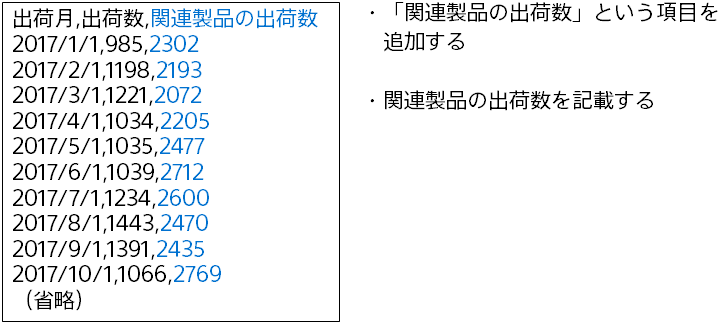 出荷月,出荷数,関連製品の出荷数
2017/1/1,985,2302
2017/2/1,1198,2193
2017/3/1,1221,2072
2017/4/1,1034,2205
2017/5/1,1035,2477
2017/6/1,1039,2712
2017/7/1,1234,2600
2017/8/1,1443,2470
2017/9/1,1391,2435
2017/10/1,1066,2769
（省略）
・「関連製品の出荷数」という項目を
追加する
・関連製品の出荷数を記載する